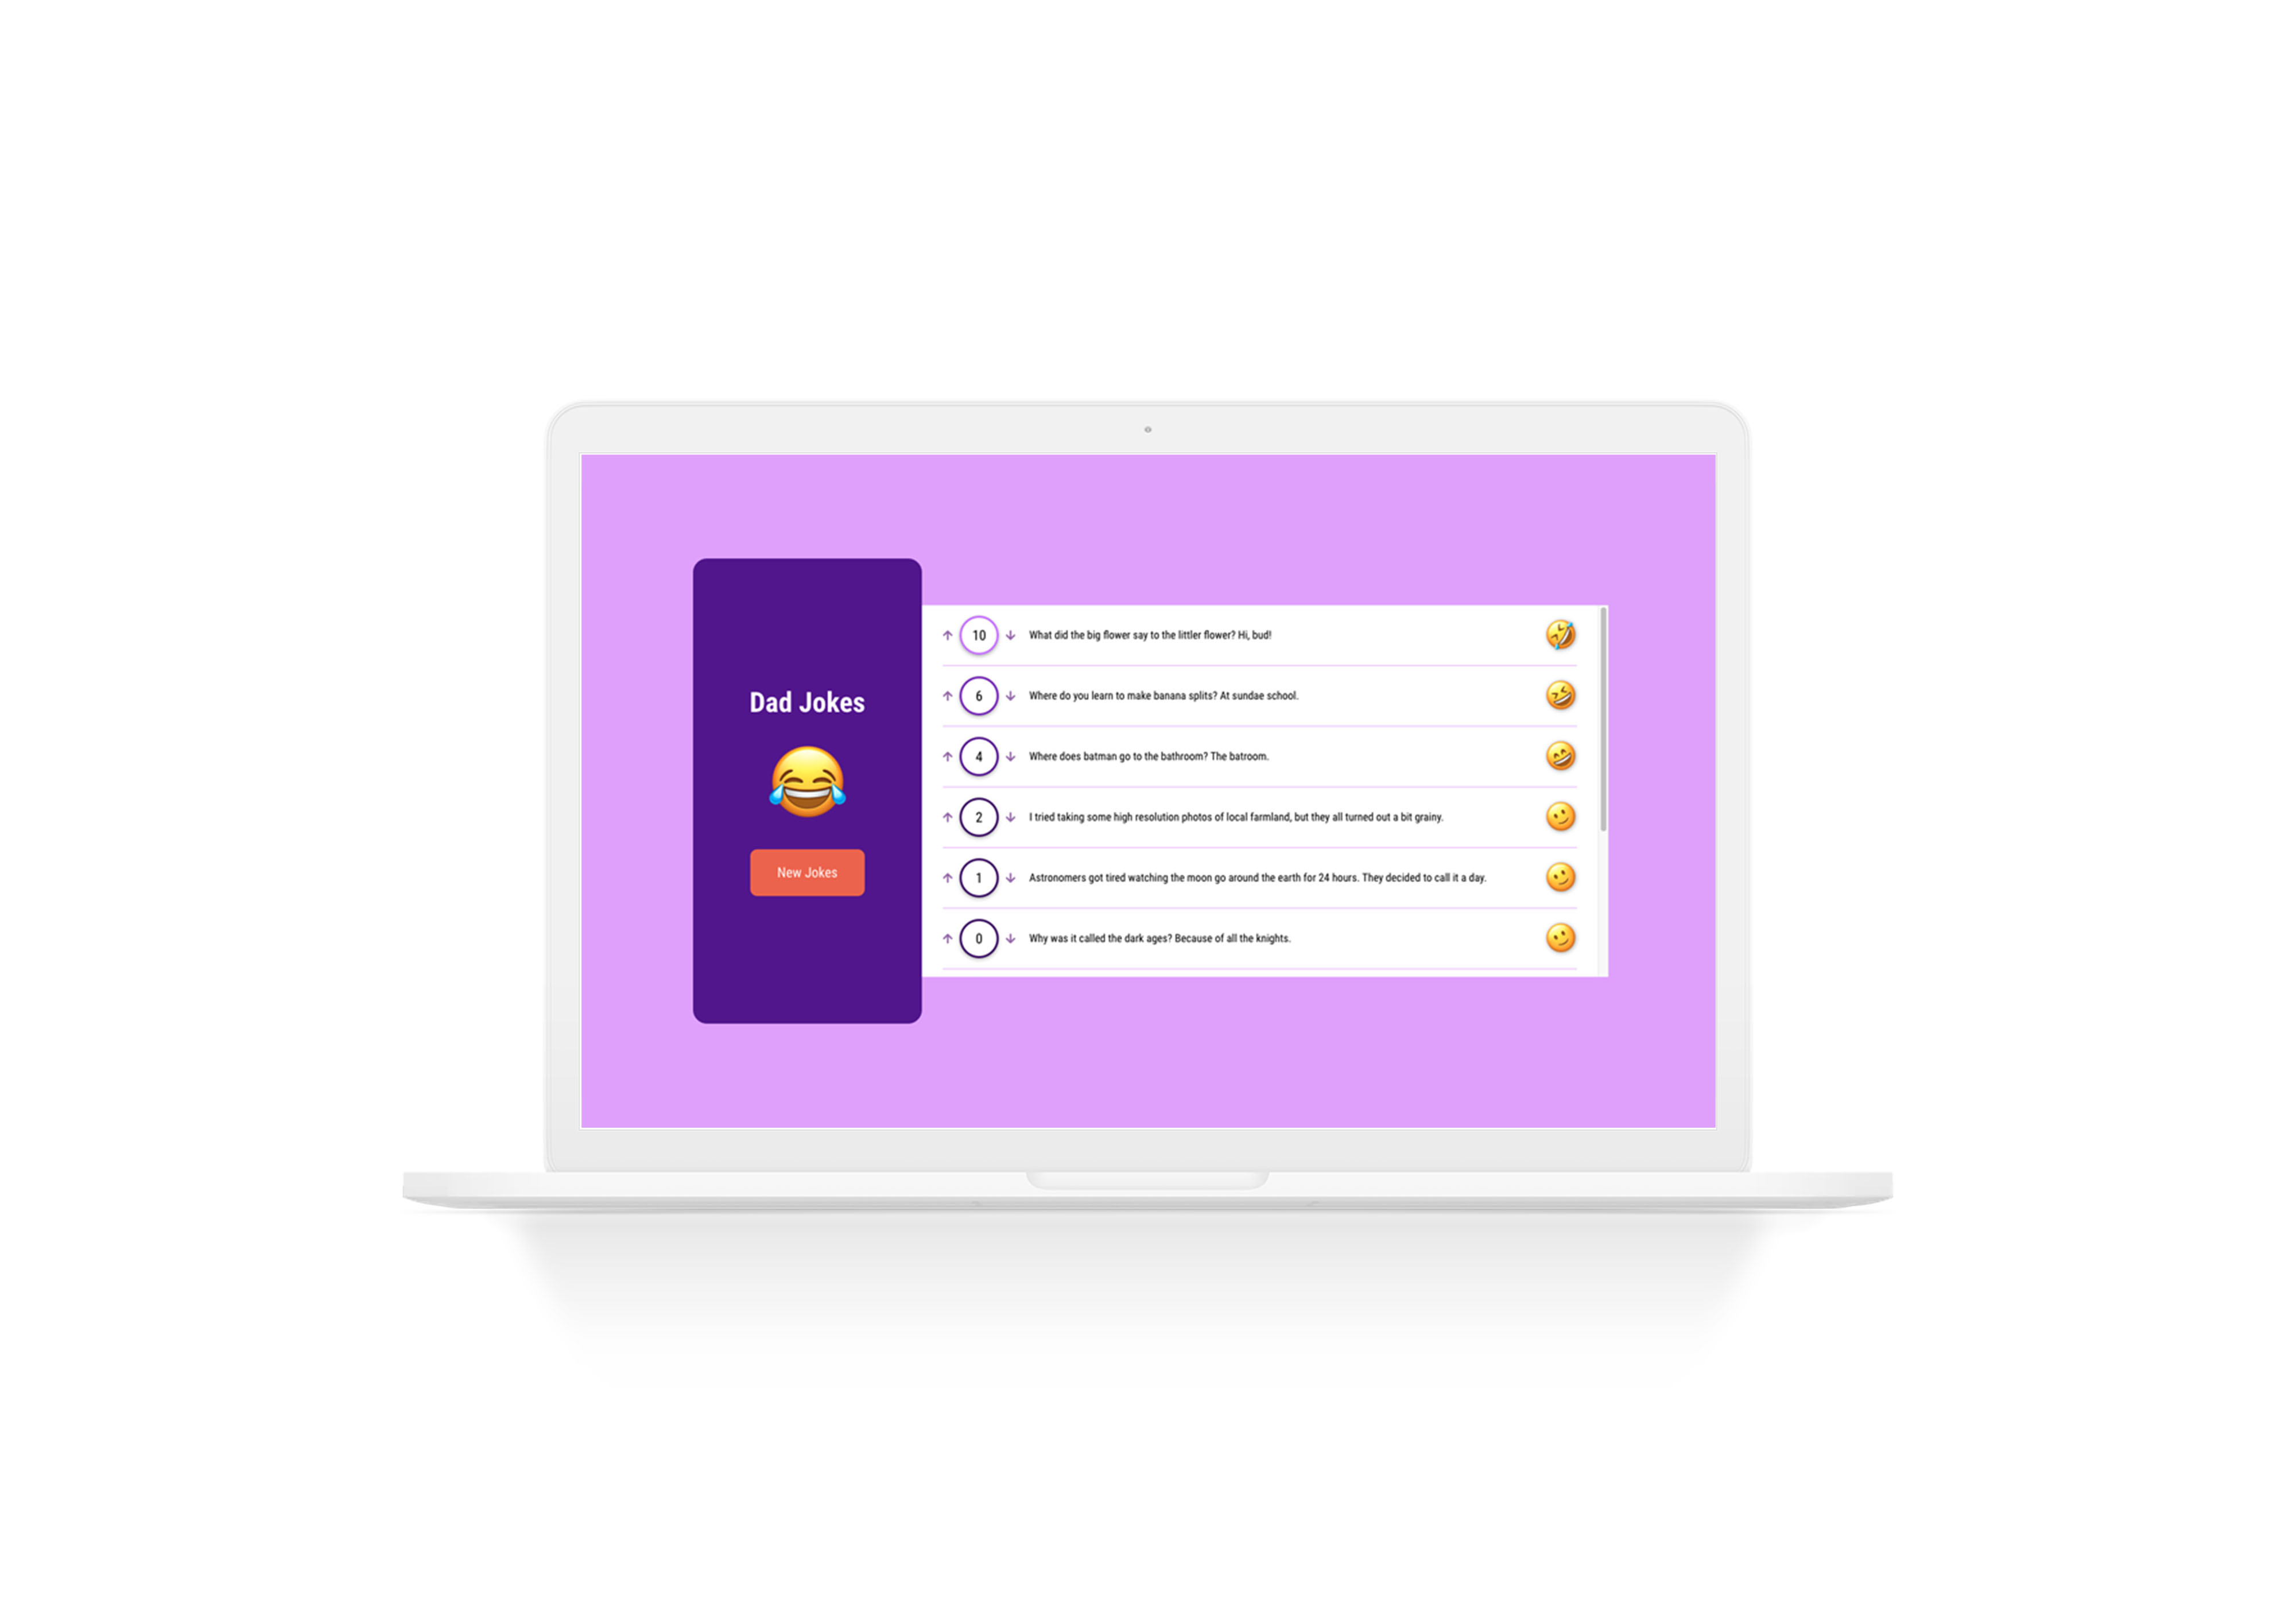 Dad Jokes
New Jokes
10 What did the big flower say to the littler flower? Hi, bud!
6 Where do you learn to make banana splits? At sundae school.
4 Where does batman go to the bathroom? The batroom.
2 I tried taking some high resolution photos of local farmland, but they all turned out a bit grainy.
1 Astronomers got tired watching the moon go around the earth for 24 hours. They decided to call it a day.
0 Why was it called the dark ages? Because of all the knights.